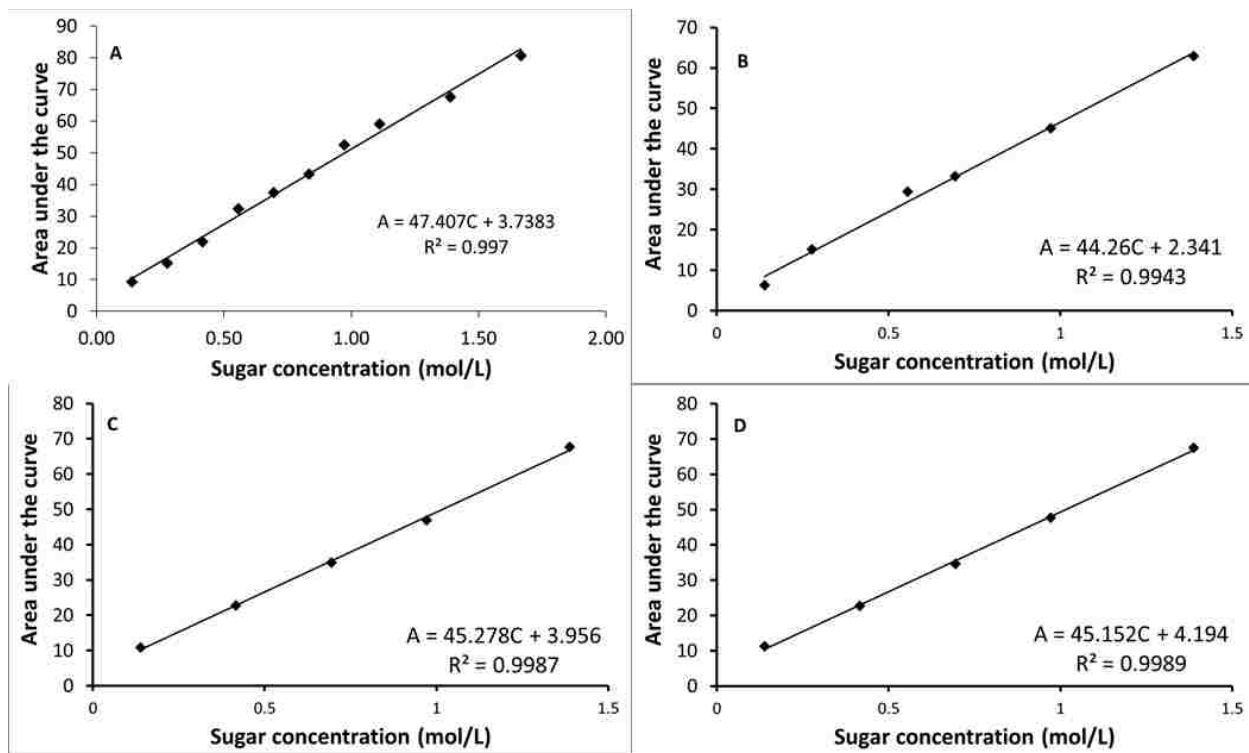 A
Area under the curve
90
80
70
60
50
40
30
20
10
0
A = 47.407C + 3.7383
R² = 0.997
0.00 0.50 1.00 1.50 2.00
Sugar concentration (mol/L)
B
Area under the curve
70
60
50
40
30
20
10
0
A = 44.26C + 2.341
R² = 0.9943
0 0.5 1 1.5
Sugar concentration (mol/L)
C
Area under the curve
80
70
60
50
40
30
20
10
0
A = 45.278C + 3.956
R² = 0.9987
0 0.5 1 1.5
Sugar concentration (mol/L)
D
Area under the curve
80
70
60
50
40
30
20
10
0
A = 45.152C + 4.194
R² = 0.9989
0 0.5 1 1.5
Sugar concentration (mol/L)